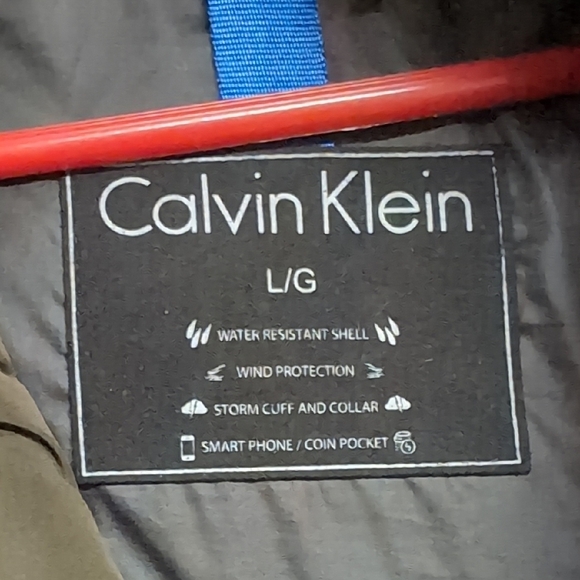 Calvin Klein
L/G
WATER RESISTANT SHELL
WIND PROTECTION
STORM CUFF AND COLLAR
SMART PHONE / COIN POCKET